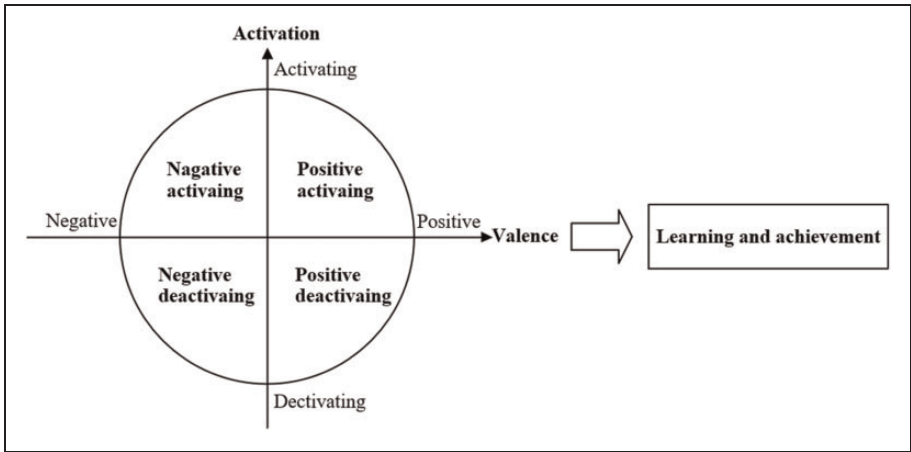 Activation
Activating
Nagative
activaing
Positive
activaing
Negative
Positive
Valence
Learning and achievement
Negative
deactivaing
Positive
deactivaing
Dectivating